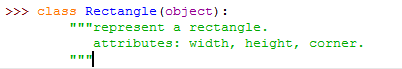 >>> class Rectangle(object):
"""represent a rectangle.
attributes: width, height, corner.
"""